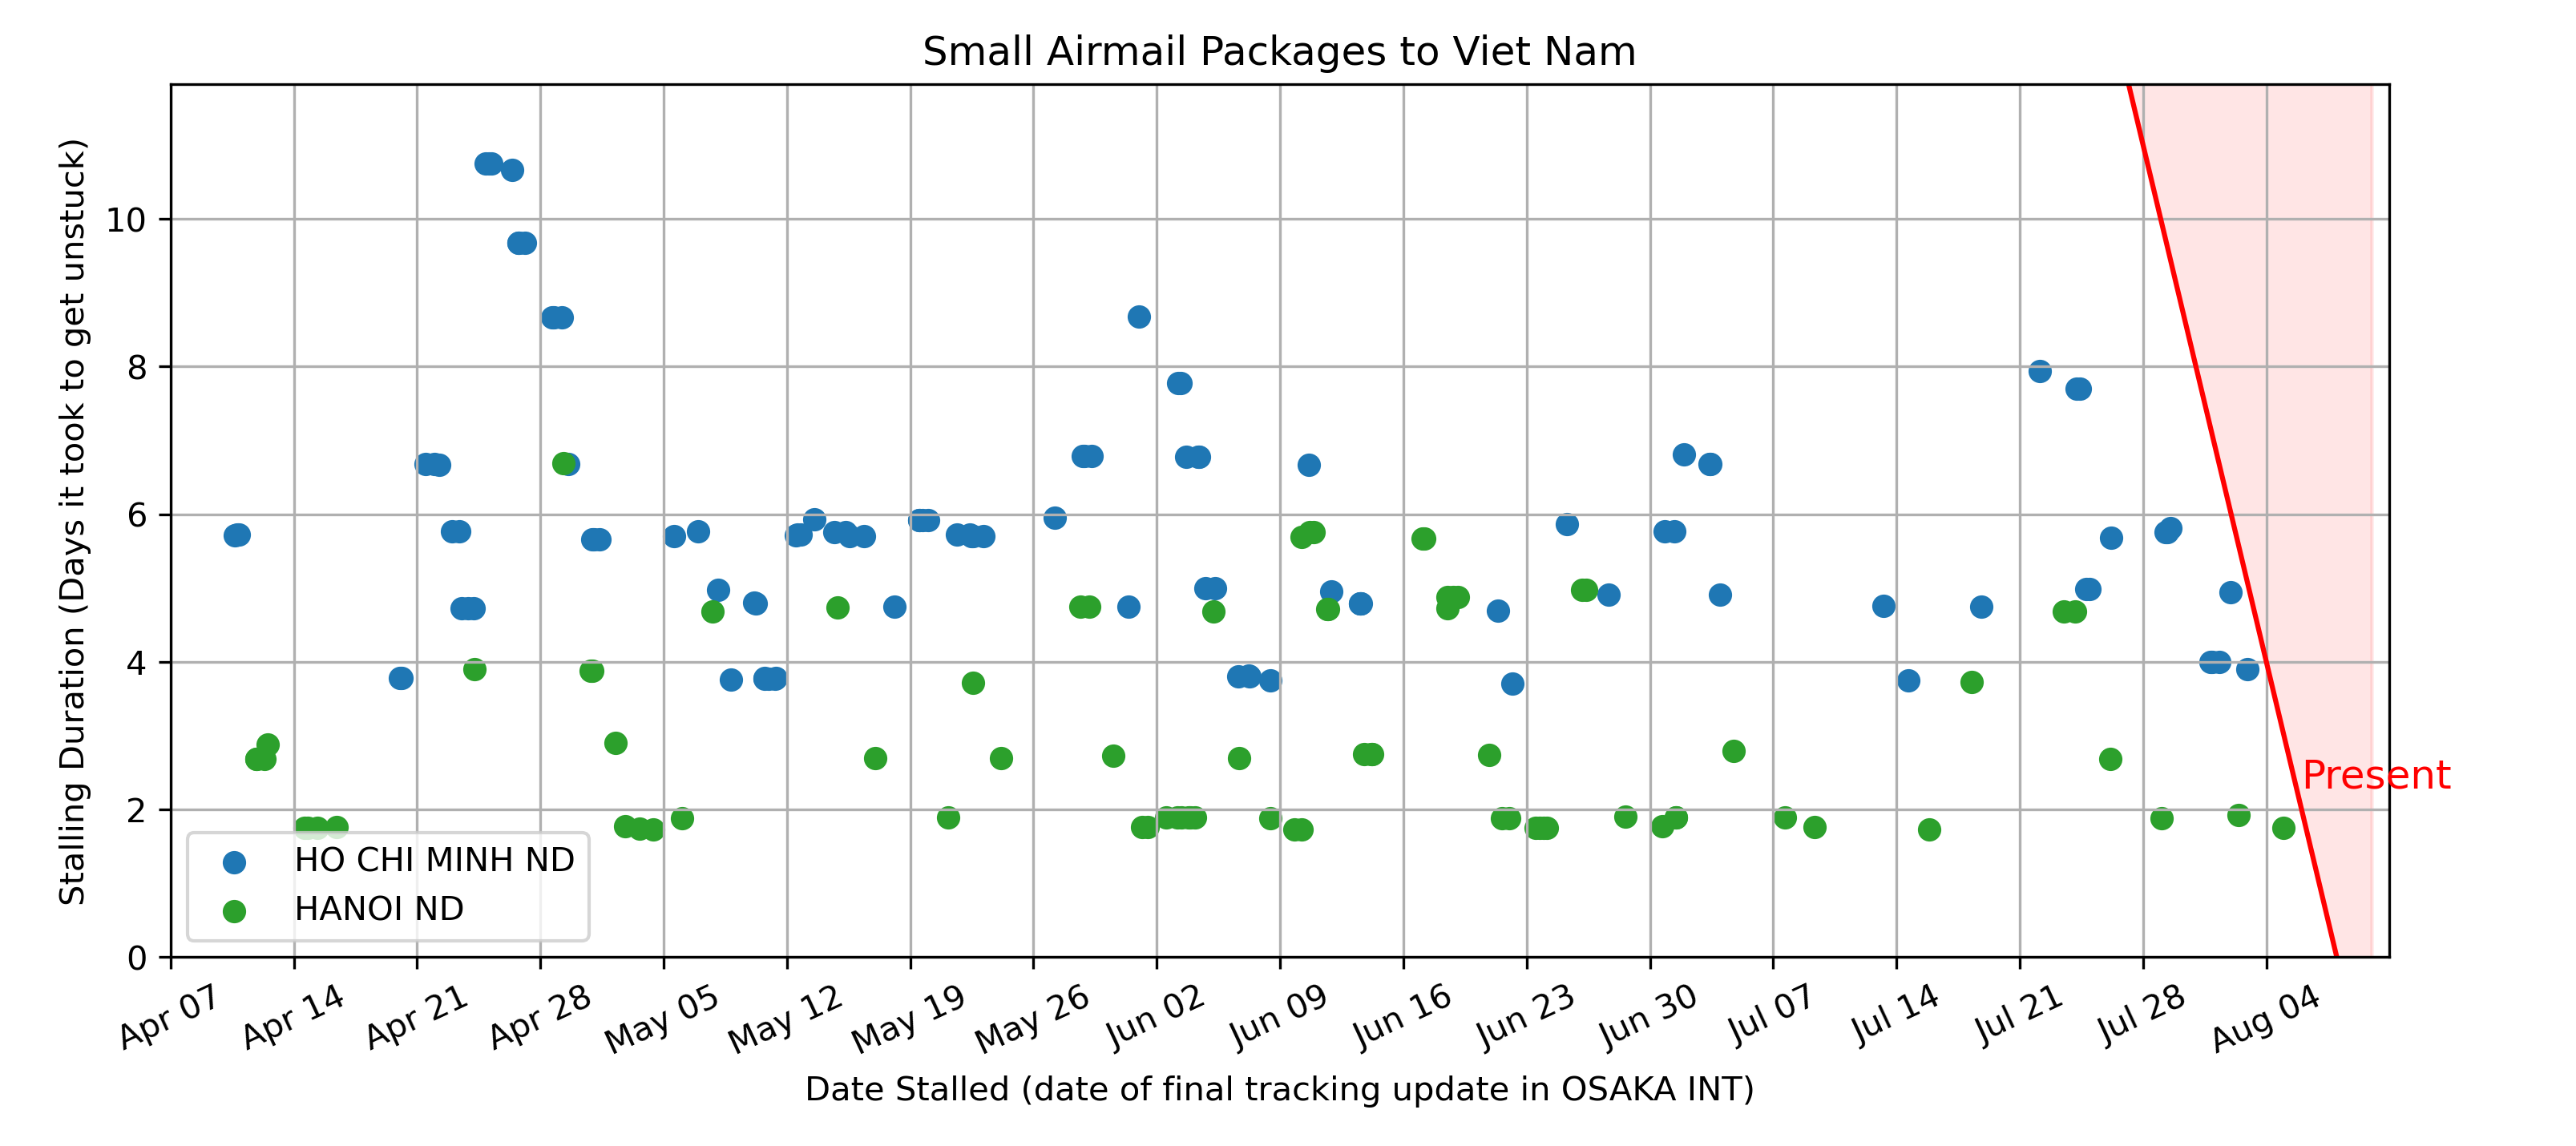 Small Airmail Packages to Viet Nam
Stalling Duration (Days it took to get unstuck)
10
8
6
4
2
0
Present
HO CHI MINH ND
HANOI ND
Apr 07
Apr 14
Apr 21
Apr 28
May 05
May 12
May 19
May 26
Jun 02
Jun 09
Jun 16
Jun 23
Jun 30
Jul 07
Jul 14
Jul 21
Jul 28
Aug 04
Date Stalled (date of final tracking update in OSAKA INT)